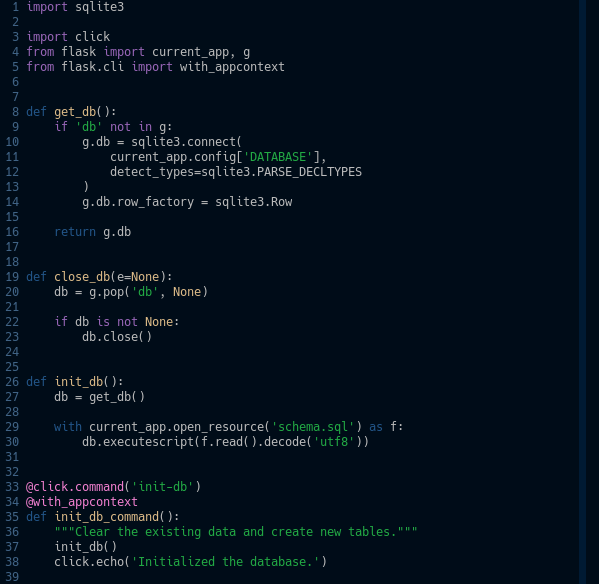 1 import sqlite3
2
3 import click
4 from flask import current_app, g
5 from flask.cli import with_appcontext
6
7
8 def get_db():
9     if 'db' not in g:
10         g.db = sqlite3.connect(
11             current_app.config['DATABASE'],
12             detect_types=sqlite3.PARSE_DECLTYPES
13         )
14         g.db.row_factory = sqlite3.Row
15
16     return g.db
17
18
19 def close_db(e=None):
20     db = g.pop('db', None)
21
22     if db is not None:
23         db.close()
24
25
26 def init_db():
27     db = get_db()
28
29     with current_app.open_resource('schema.sql') as f:
30         db.executescript(f.read().decode('utf8'))
31
32
33 @click.command('init-db')
34 @with_appcontext
35 def init_db_command():
36     """Clear the existing data and create new tables."""
37     init_db()
38     click.echo('Initialized the database.')
39